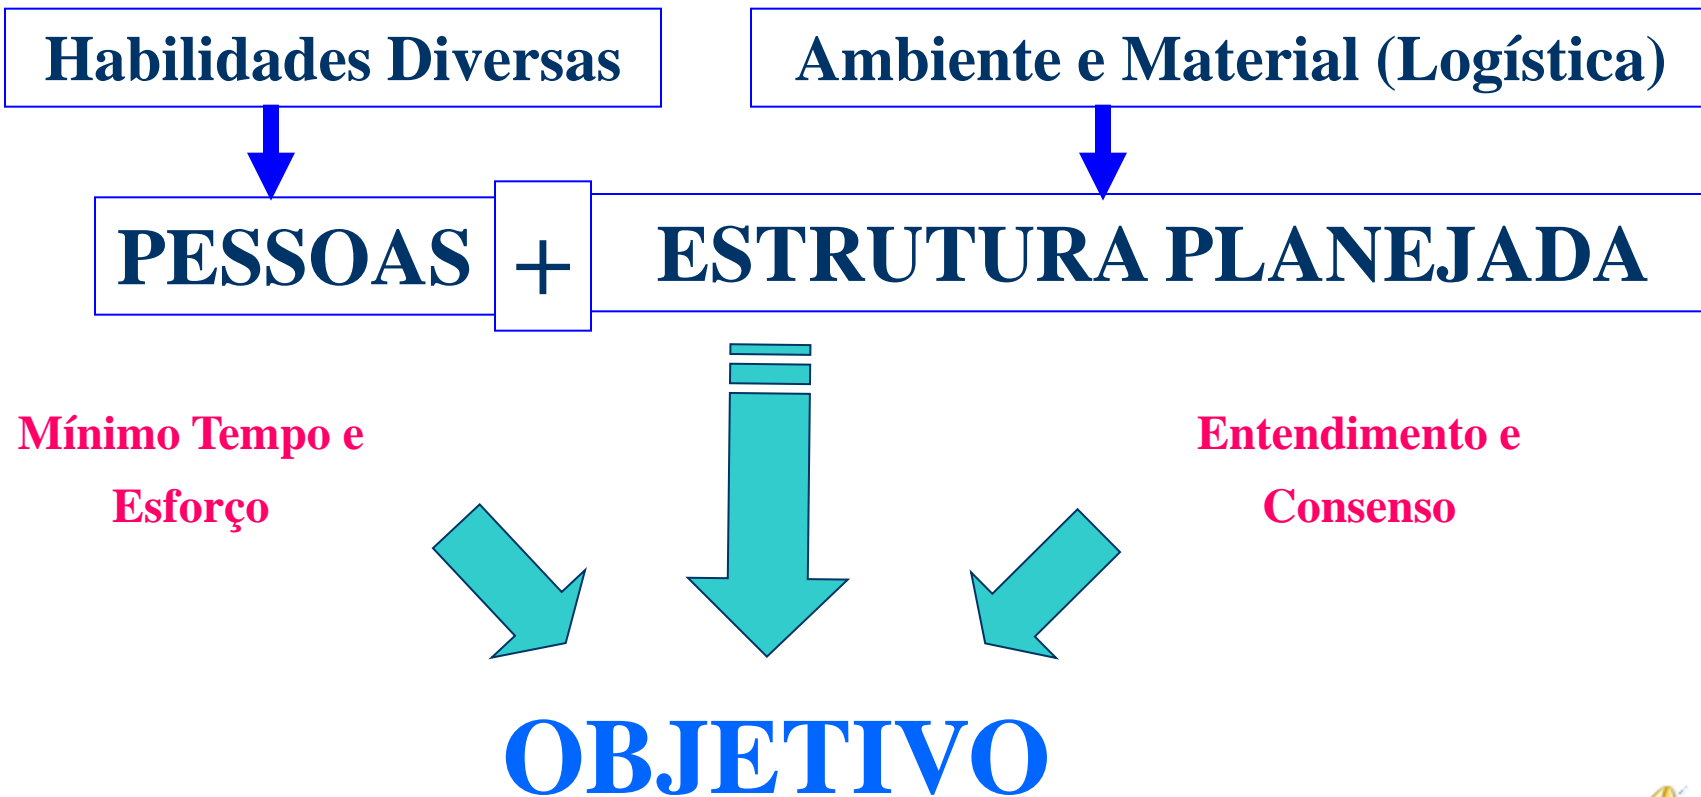 Habilidades Diversas
Ambiente e Material (Logística)
PESSOAS + ESTRUTURA PLANEJADA
Mínimo Tempo e
Esforço
Entendimento e
Consenso
OBJETIVO